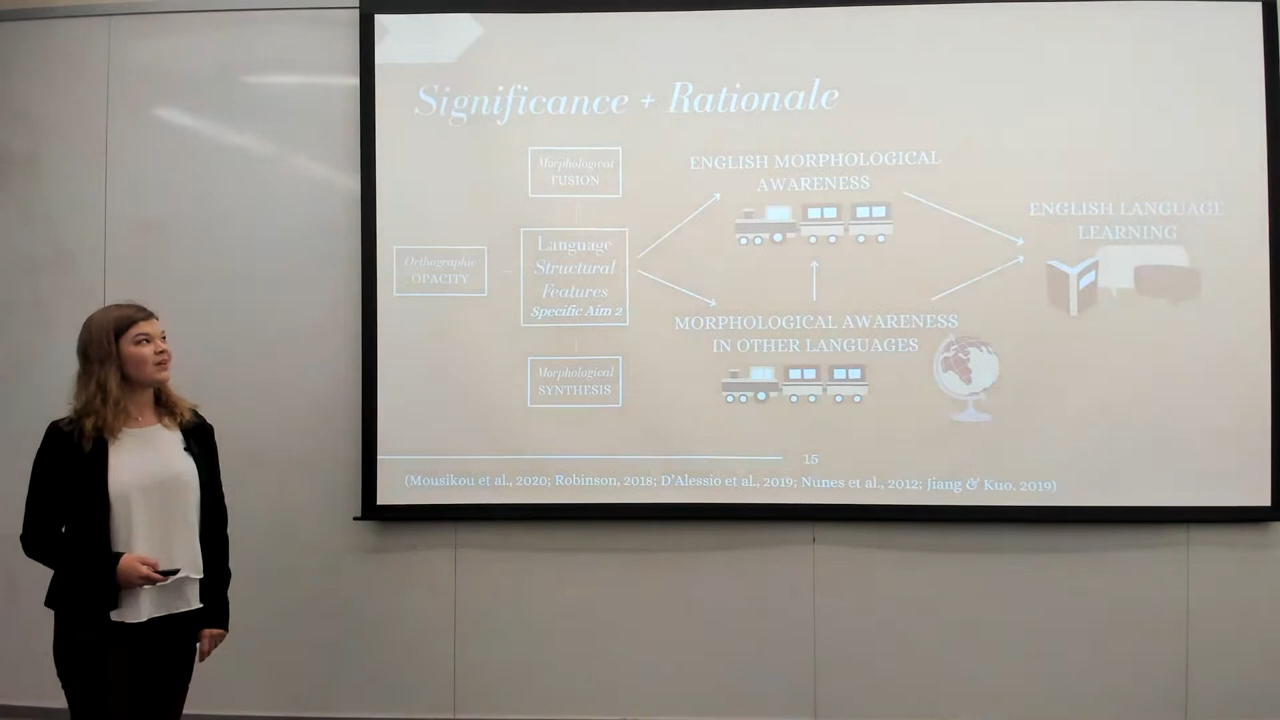 Significance + Rationale
Morphological
FUSION
Orthographic
OPACITY
Language
Structural
Features
Specific Aim 2
Morphological
SYNTHESIS
ENGLISH MORPHOLOGICAL
AWARENESS
MORPHOLOGICAL AWARENESS
IN OTHER LANGUAGES
ENGLISH LANGUAGE
LEARNING
15
(Mousikou et al., 2020; Robinson, 2018; D'Alessio et al., 2019; Nunes et al., 2012; Jiang & Kuo, 2019)